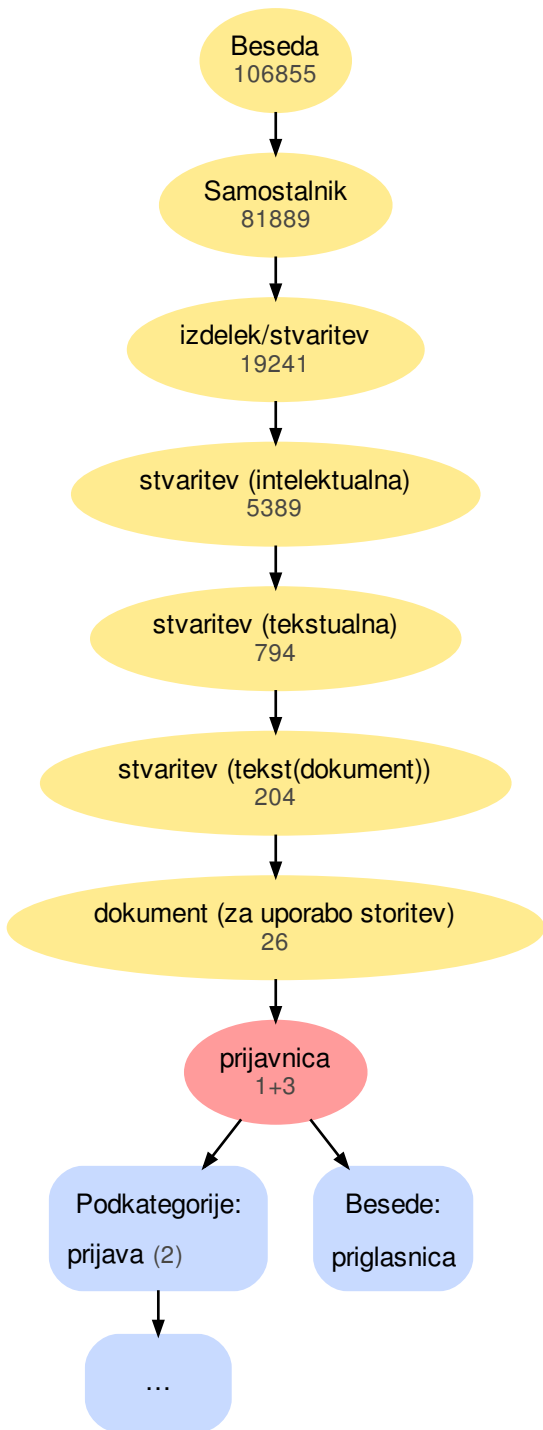 Beseda
106855
Samostalnik
81889
izdelek/stvaritev
19241
stvaritev (intelektualna)
5389
stvaritev (tekstualna)
794
stvaritev (tekst(dokument))
204
dokument (za uporabo storitev)
26
prijavnica
1+3
Podkategorije:
prijava (2)
Besede:
priglasnica
...